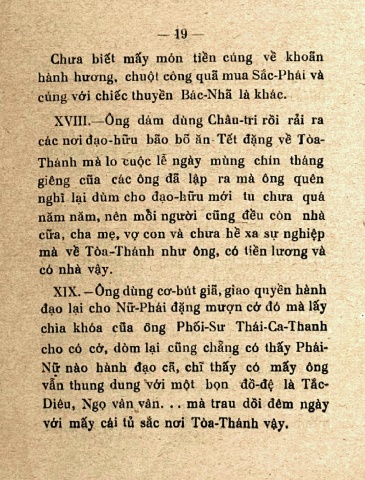 — 19 —
Chưa biết mấy món tiền cúng về khoãn
hành hương, chuột công quã mua Sắc-Phái và
cúng với chiếc thuyền Bác-Nhã là khác.
XVIII.—Ông dám dùng Châu-tri rồi rải ra
các nơi đạo-hữu bão bổ ăn Tết đặng về Tòa-
Thánh mà lo cuộc lễ ngày mùng chín tháng
giêng của các ông đã lập ra mà ông quên
nghĩ lại dùm cho đạo-hữu mới tu chưa quá
năm năm, nên mỗi người cũng đều còn nhà
cữa, cha mẹ, vợ con và chưa hề xa sự nghiệp
mà về Tòa-Thánh như ông, có tiền lương và
có nhà vậy.
XIX. —Ông dùng cơ-bút giã, giao quyền hành
đạo lại cho Nữ-Phái đặng mượn cớ đó mà lấy
chìa khóa của ông Phối-Sư Thái-Ca-Thanh
cho có cớ, dòm lại cũng chẳng có thấy Phái-
Nữ nào hành đạo cã, chỉ thấy có mấy ông
vẫn thung dung với một bọn đồ-đệ là Tắc-
Diêu, Ngọ vân vân. . . mà trau dồi đêm ngày
với mấy cái tủ sắc nơi Tòa-Thánh vậy.